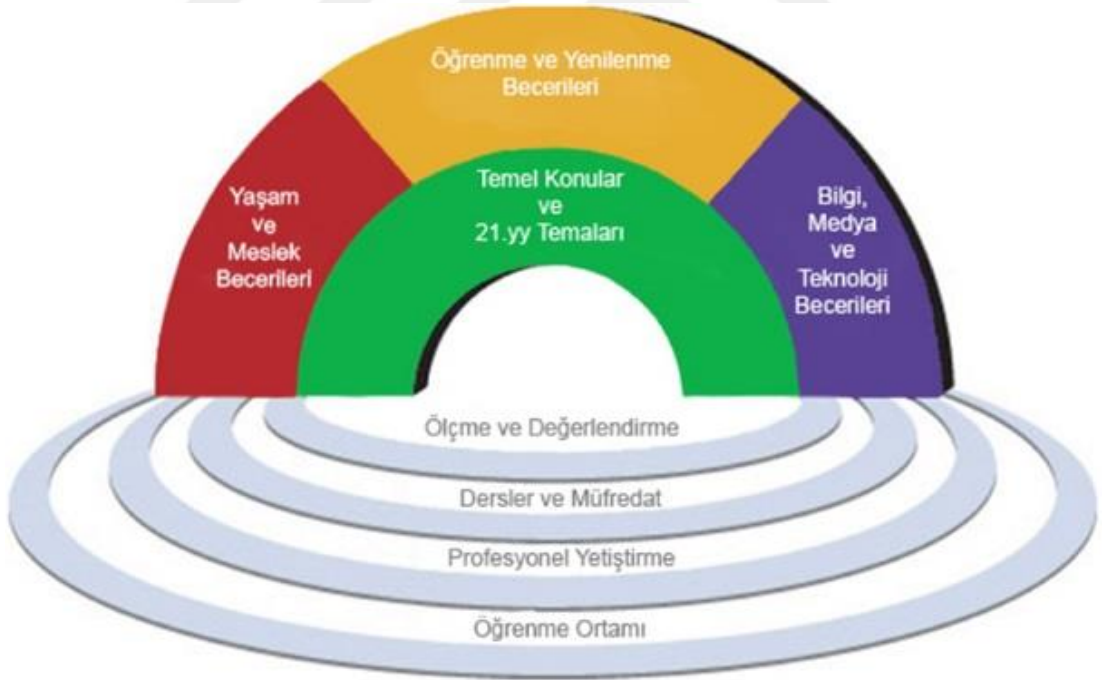 Öğrenme ve Yenilenme
Becerileri
Yaşam
ve
Meslek
Becerileri
Temel Konular
ve
21.yy Temaları
Bilgi,
Medya
ve
Teknoloji
Becerileri
Ölçme ve Değerlendirme
Dersler ve Müfredat
Profesyonel Yetiştirme
Öğrenme Ortamı